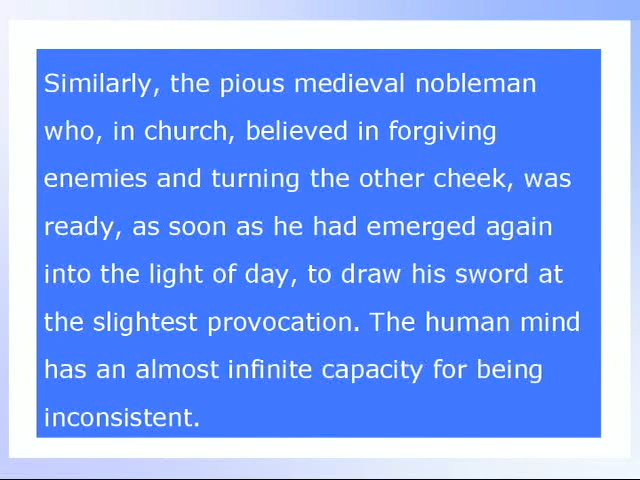 Similarly, the pious medieval nobleman
who, in church, believed in forgiving
enemies and turning the other cheek, was
ready, as soon as he had emerged again
into the light of day, to draw his sword at
the slightest provocation. The human mind
has an almost infinite capacity for being
inconsistent.